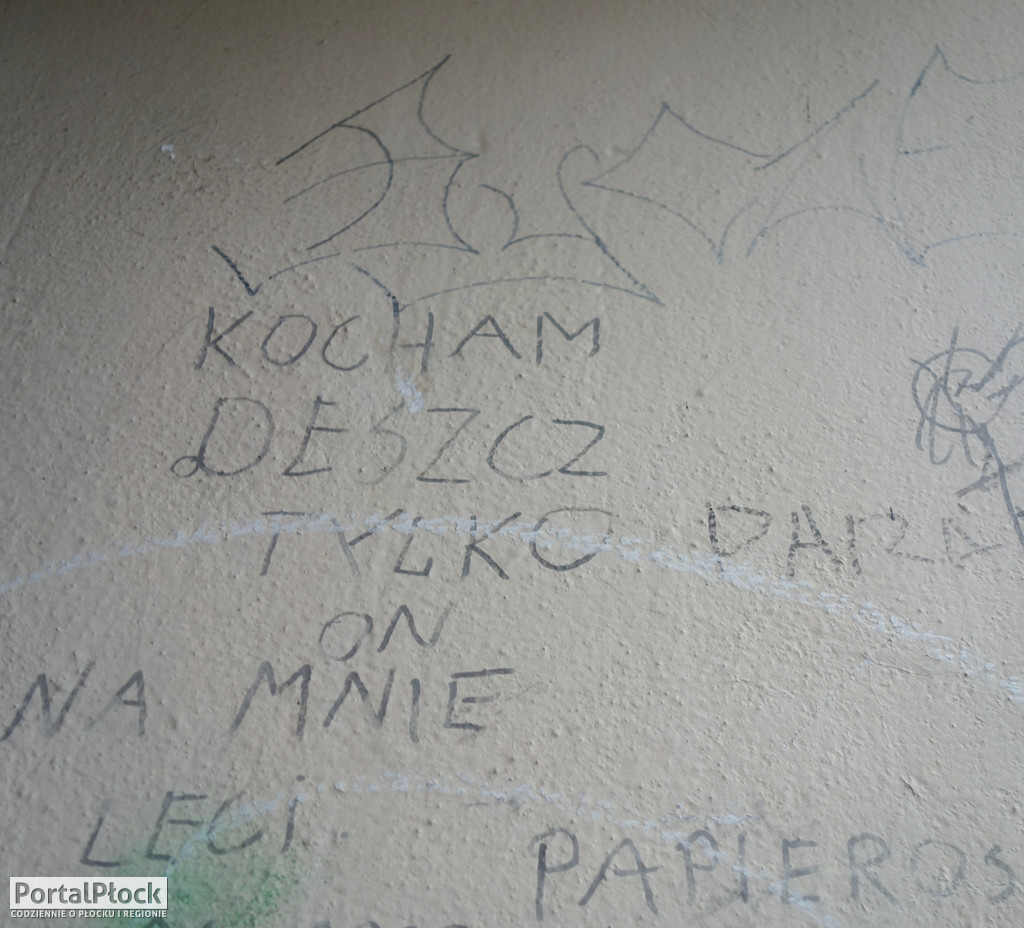 KOCHAM
DESZCZ
TYLKO
ON
NA MNIE
LECI.
PAPIEROS
PortalPłock
CODZIENNIE O PŁOCKU I REGIONIE